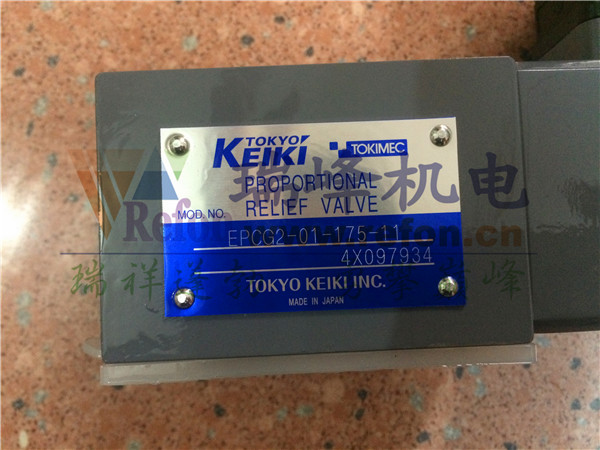 TOKYO
KEIKI TOKIMEC
PROPORTIONAL
MOD. NO. RELIEF VALVE
EPCG2-01-175-11
4X097934
TOKYO KEIKI INC.
MADE IN JAPAN
瑞峰机电